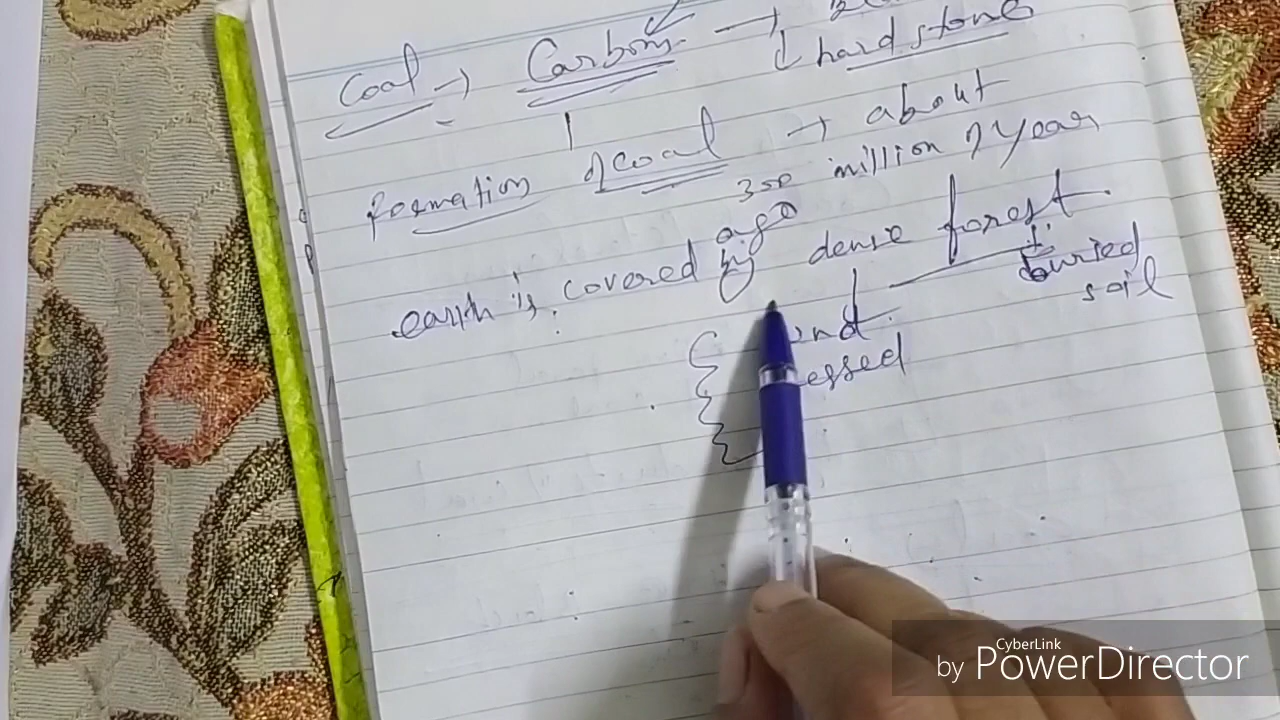 Coal → Carbon →
↓ hard stone
formation of coal → about
300 million of year
ago
earth is covered by dense forest.
buried
soil
and
essed
by CyberLink PowerDirector